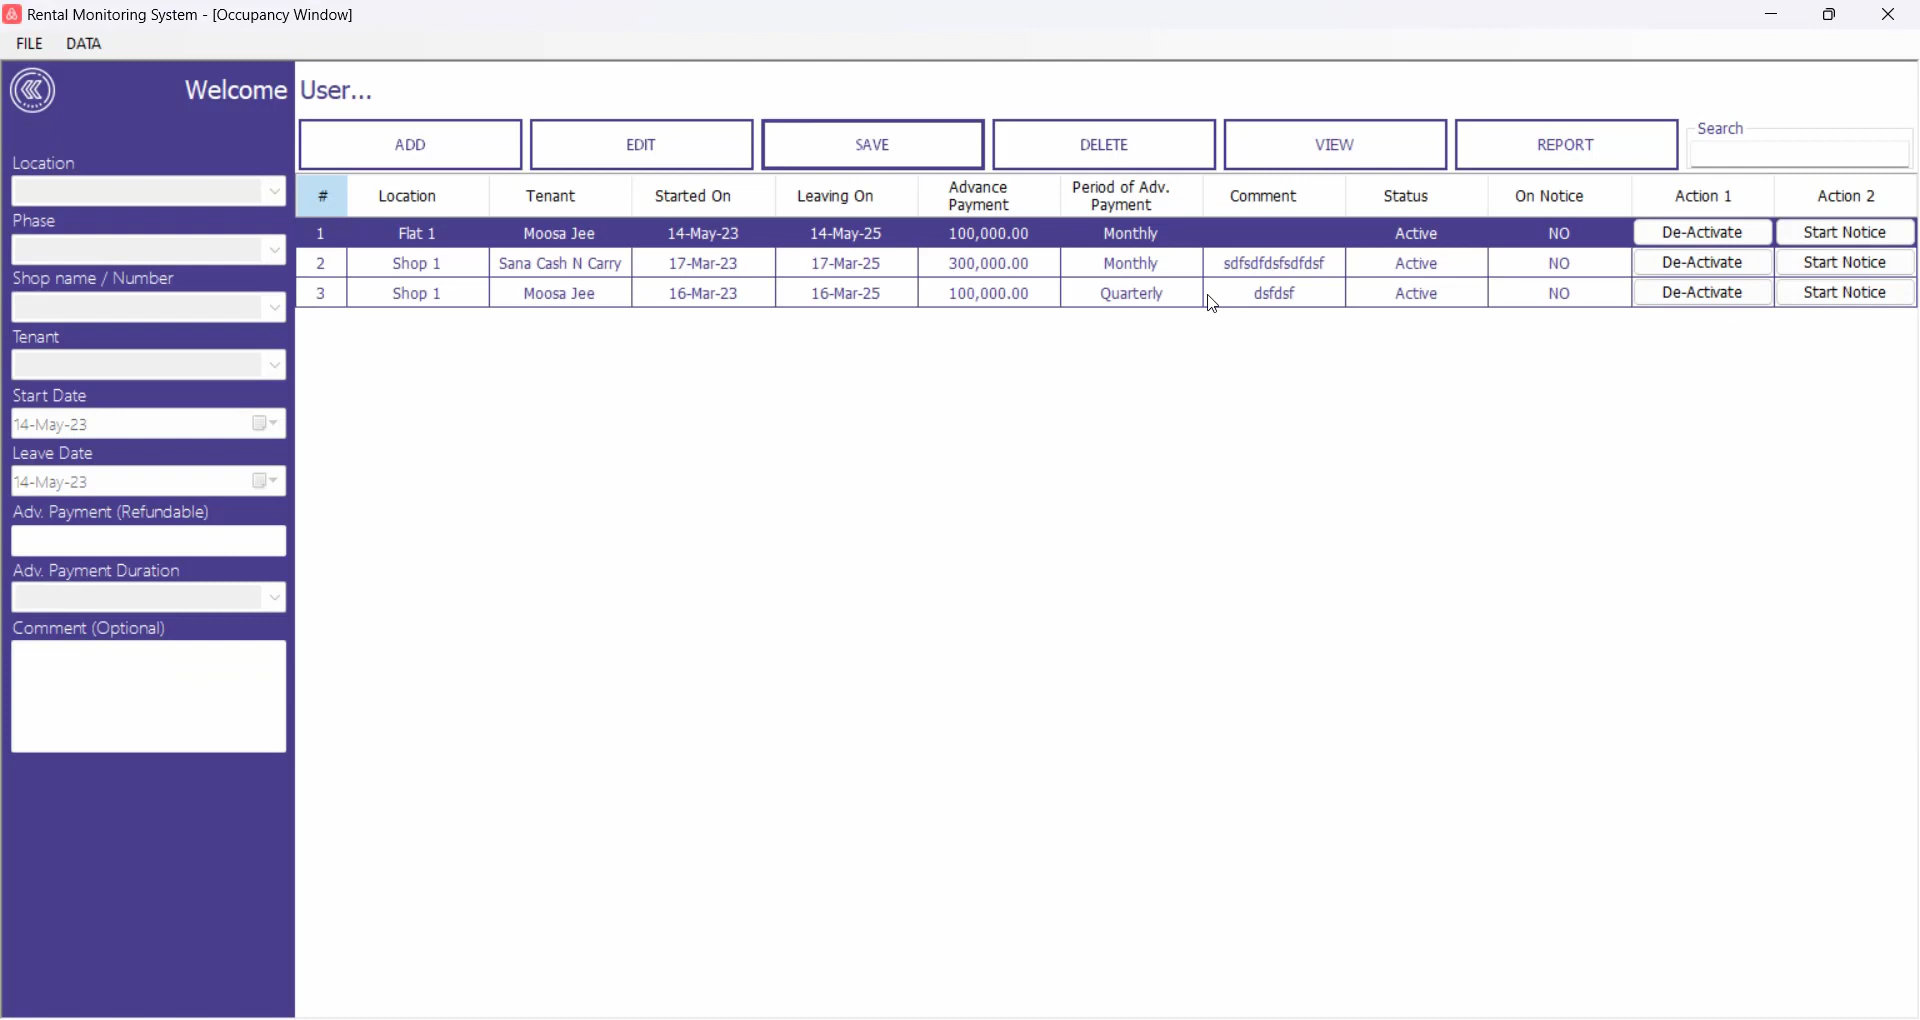 Rental Monitoring System - [Occupancy Window]
FILE DATA
Welcome User...
ADD EDIT SAVE DELETE VIEW REPORT Search
Location
Phase
Shop name / Number
Tenant
Start Date
14-May-23
Leave Date
14-May-23
Adv. Payment (Refundable)
Adv. Payment Duration
Comment (Optional)
# Location Tenant Started On Leaving On Advance Payment Period of Adv. Payment Comment Status On Notice Action 1 Action 2
1 Flat 1 Moosa Jee 14-May-23 14-May-25 100,000.00 Monthly Active NO De-Activate Start Notice
2 Shop 1 Sana Cash N Carry 17-Mar-23 17-Mar-25 300,000.00 Monthly sdfsdfdsfsdfdsf Active NO De-Activate Start Notice
3 Shop 1 Moosa Jee 16-Mar-23 16-Mar-25 100,000.00 Quarterly dsfdsf Active NO De-Activate Start Notice